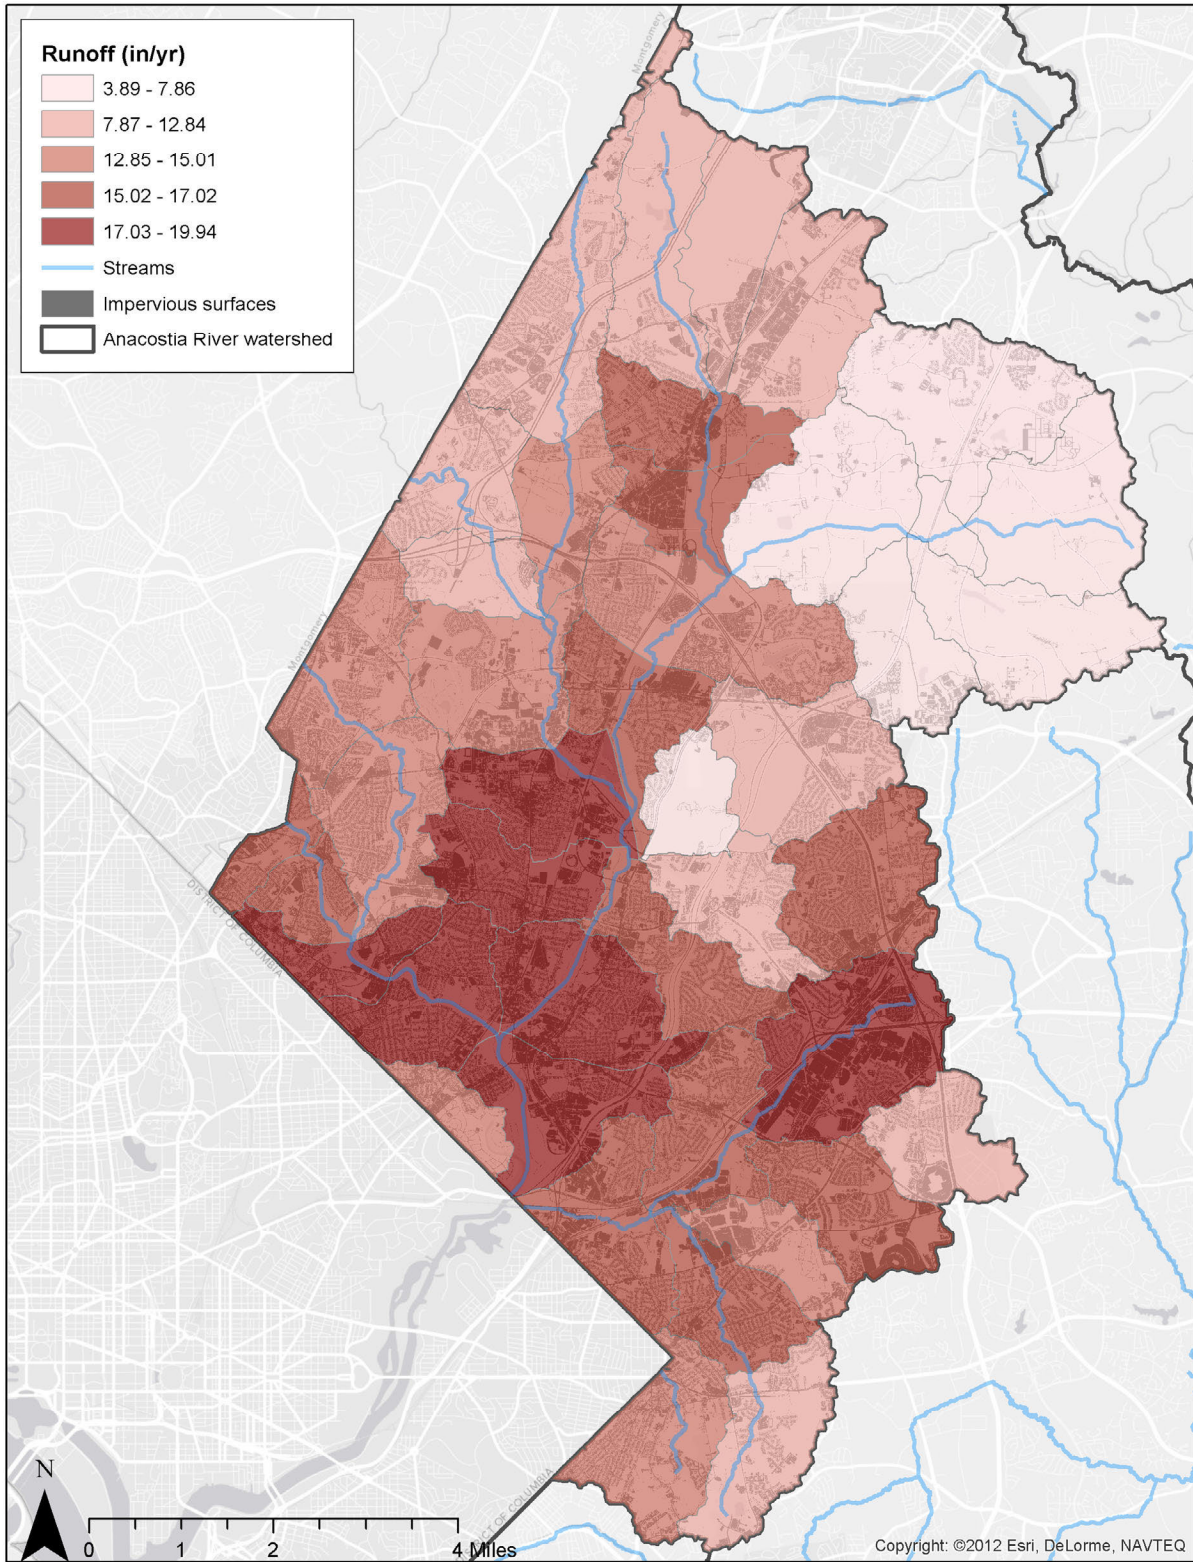 Runoff (in/yr)
3.89 - 7.86
7.87 - 12.84
12.85 - 15.01
15.02 - 17.02
17.03 - 19.94
Streams
Impervious surfaces
Anacostia River watershed
Montgomery
Montgomery
DISTRICT OF COLUMBIA
CT OF COLUMBIA
N
0 1 2 4 Miles
Copyright: ©2012 Esri, DeLorme, NAVTEQ